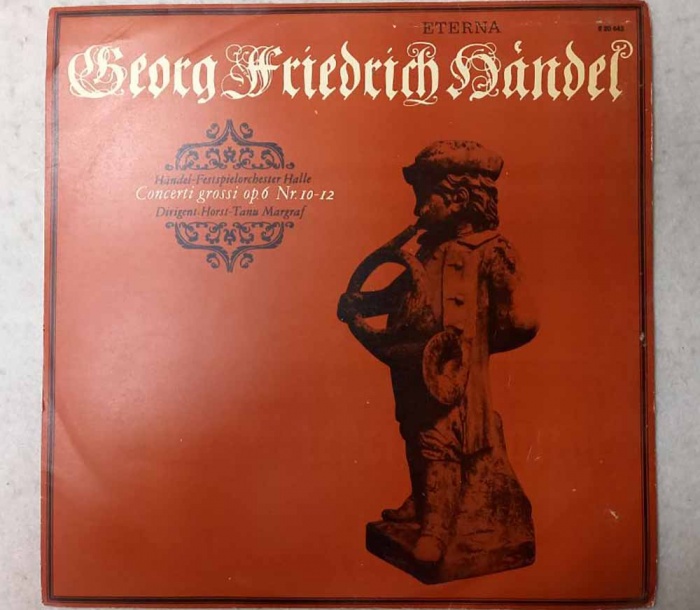 ETERNA
Georg Friedrich Händel
Händel-Festspielorchester Halle
Concerti grossi op.6 Nr. 10-12
Dirigent Horst-Tanu Margraf